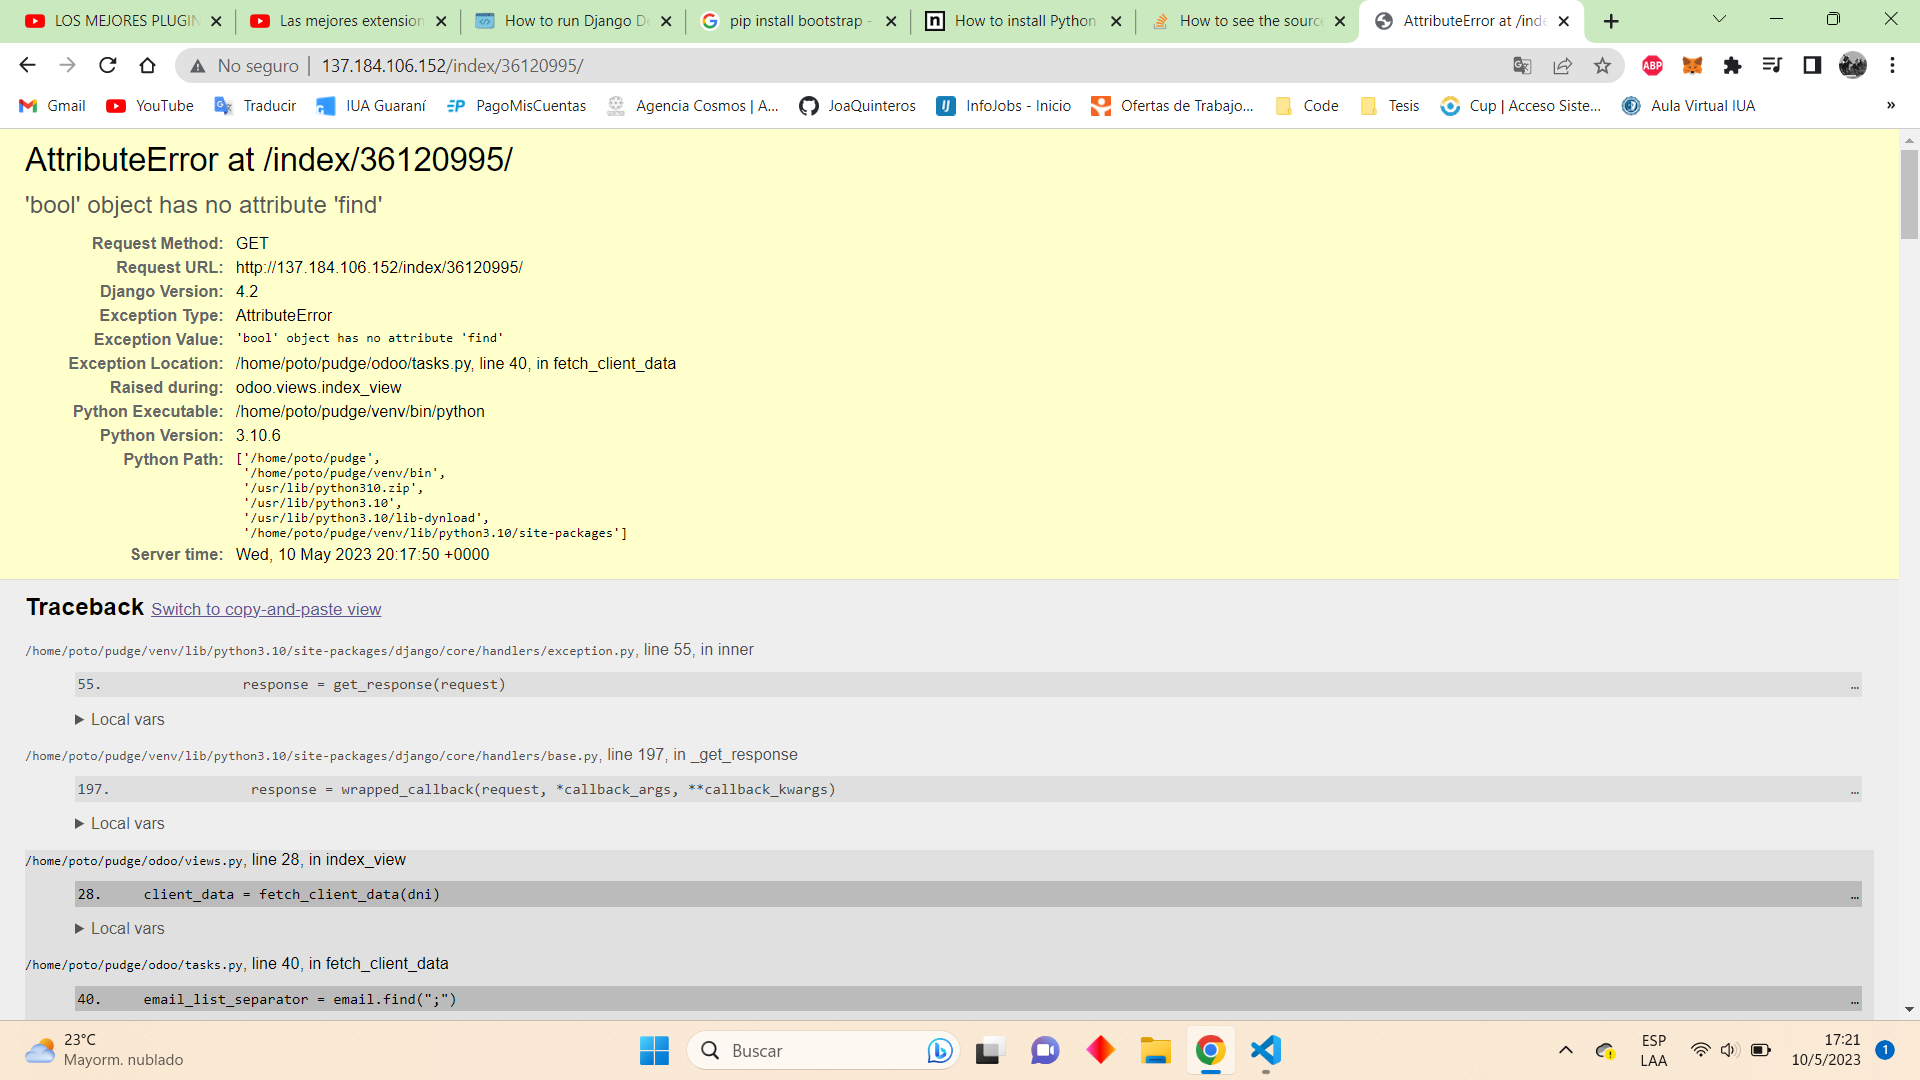 LOS MEJORES PLUGIN
Las mejores extension
How to run Django De
pip install bootstrap -
How to install Python
How to see the source
AttributeError at /inde
No seguro | 137.184.106.152/index/36120995/
ABP
Gmail
YouTube
Traducir
IUA Guaraní
PagoMisCuentas
Agencia Cosmos | A...
JoaQuinteros
InfoJobs - Inicio
Ofertas de Trabajo...
Code
Tesis
Cup | Acceso Siste...
Aula Virtual IUA
»
AttributeError at /index/36120995/
'bool' object has no attribute 'find'
Request Method: GET
Request URL: http://137.184.106.152/index/36120995/
Django Version: 4.2
Exception Type: AttributeError
Exception Value: 'bool' object has no attribute 'find'
Exception Location: /home/poto/pudge/odoo/tasks.py, line 40, in fetch_client_data
Raised during: odoo.views.index_view
Python Executable: /home/poto/pudge/venv/bin/python
Python Version: 3.10.6
Python Path: ['/home/poto/pudge',
'/home/poto/pudge/venv/bin',
'/usr/lib/python310.zip',
'/usr/lib/python3.10',
'/usr/lib/python3.10/lib-dynload',
'/home/poto/pudge/venv/lib/python3.10/site-packages']
Server time: Wed, 10 May 2023 20:17:50 +0000
Traceback Switch to copy-and-paste view
/home/poto/pudge/venv/lib/python3.10/site-packages/django/core/handlers/exception.py, line 55, in inner
55. response = get_response(request) …
Local vars
/home/poto/pudge/venv/lib/python3.10/site-packages/django/core/handlers/base.py, line 197, in _get_response
197. response = wrapped_callback(request, *callback_args, **callback_kwargs) …
Local vars
/home/poto/pudge/odoo/views.py, line 28, in index_view
28. client_data = fetch_client_data(dni) …
Local vars
/home/poto/pudge/odoo/tasks.py, line 40, in fetch_client_data
40. email_list_separator = email.find(";") …
23°C
Mayorm. nublado
Buscar
ESP
LAA
17:21
10/5/2023
1